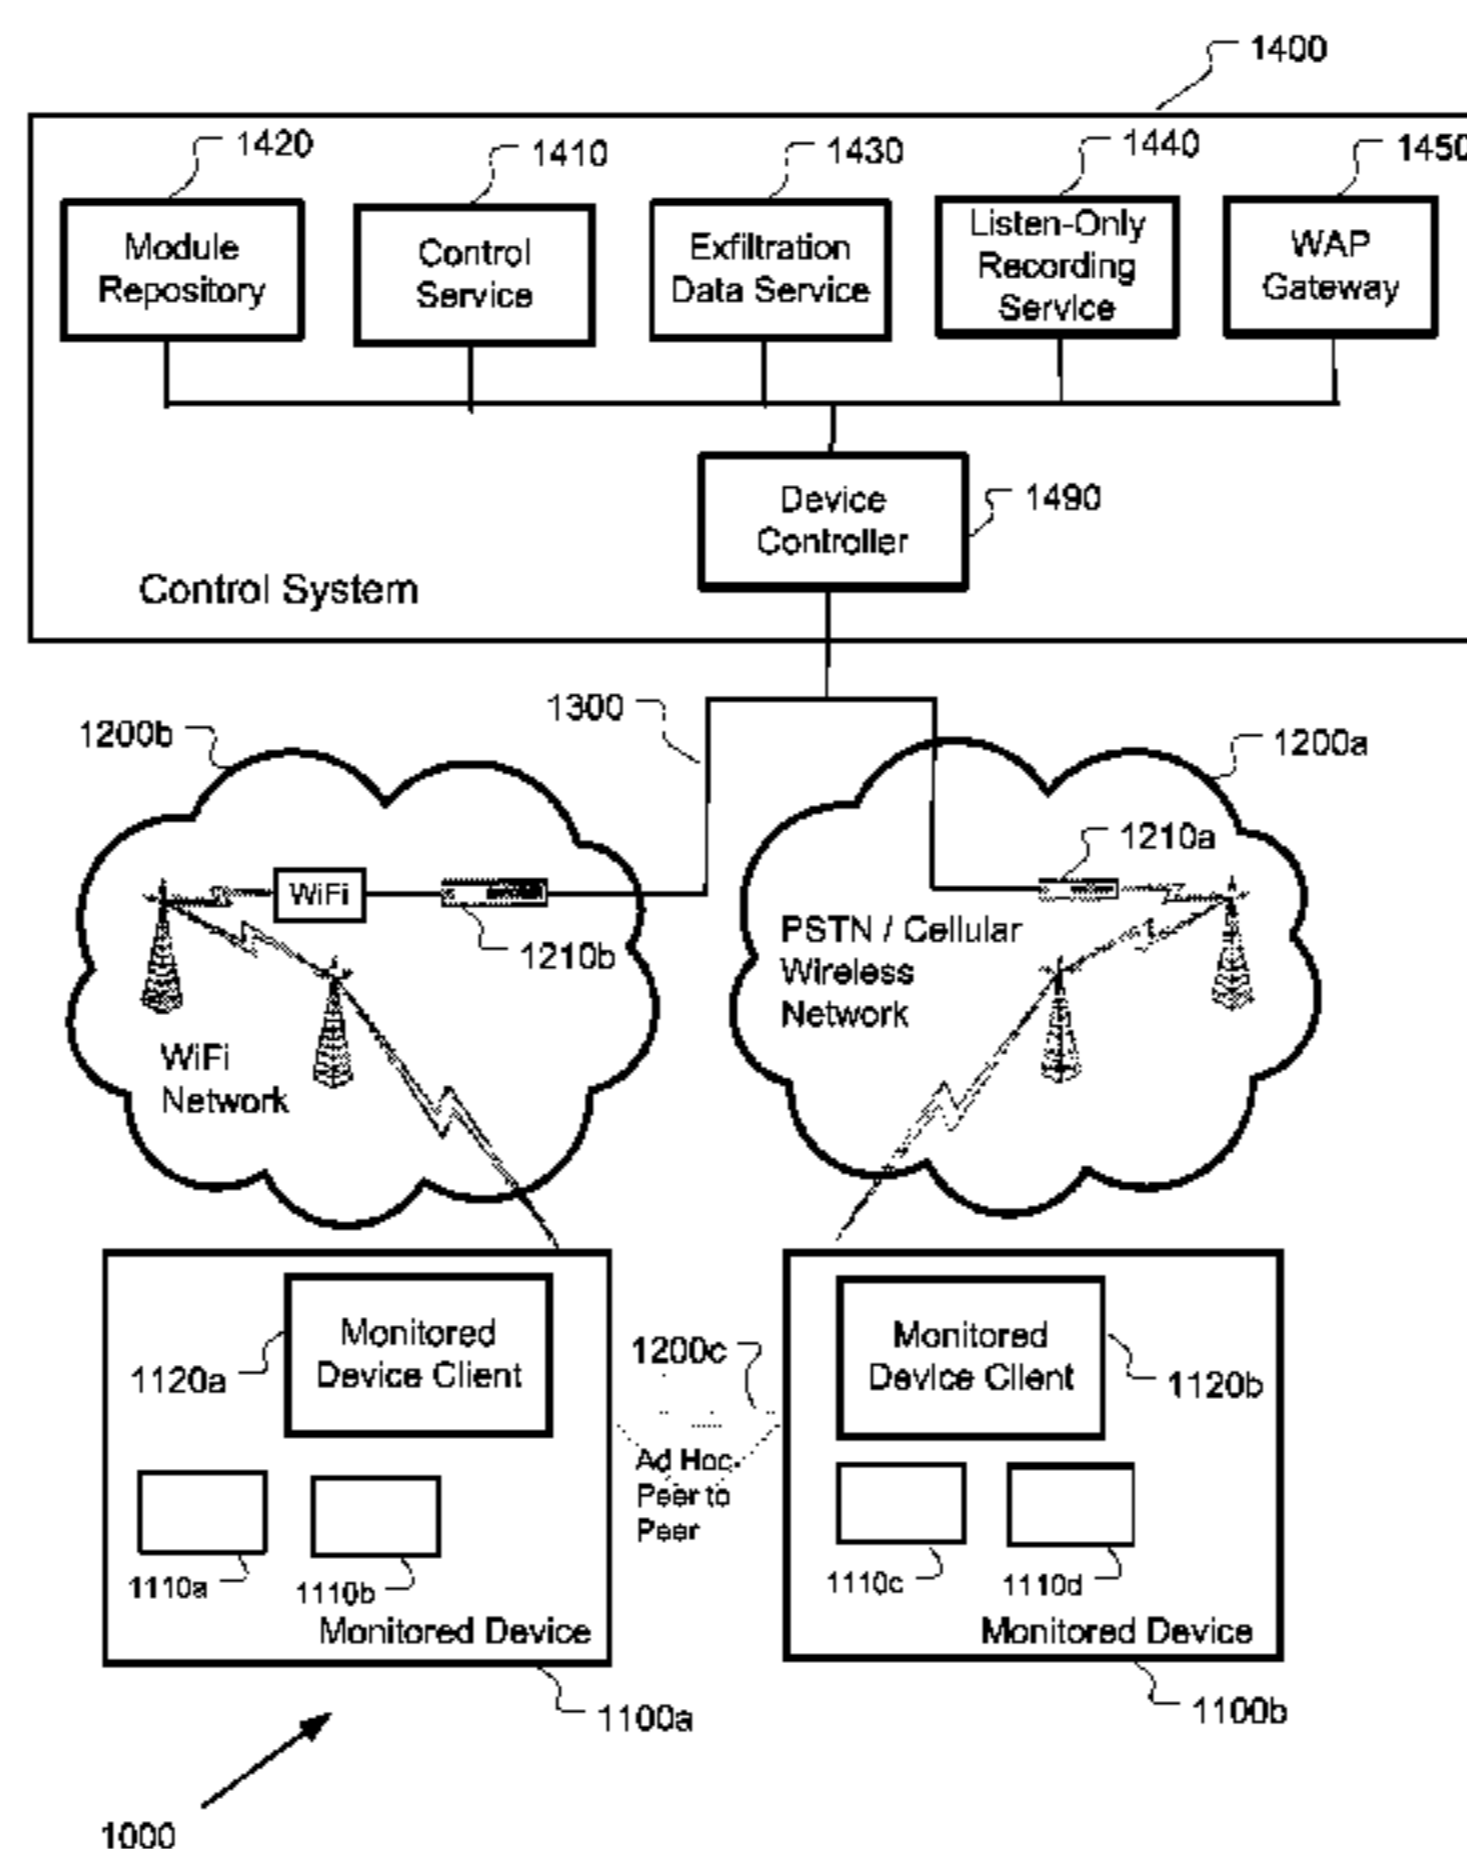 1400
1420
1410
1430
1440
1450
Module
Repository
Control
Service
Exfiltration
Data Service
Listen-Only
Recording
Service
WAP
Gateway
Device
Controller
1490
Control System
1300
1200b
1200a
1210a
WiFi
1210b
PSTN / Cellular
Wireless
Network
WiFi
Network
Monitored
Device Client
1120a
1200c
Monitored
Device Client
1120b
Ad Hoc
Peer to
Peer
1110a
1110b
1110c
1110d
Monitored Device
Monitored Device
1100a
1100b
1000